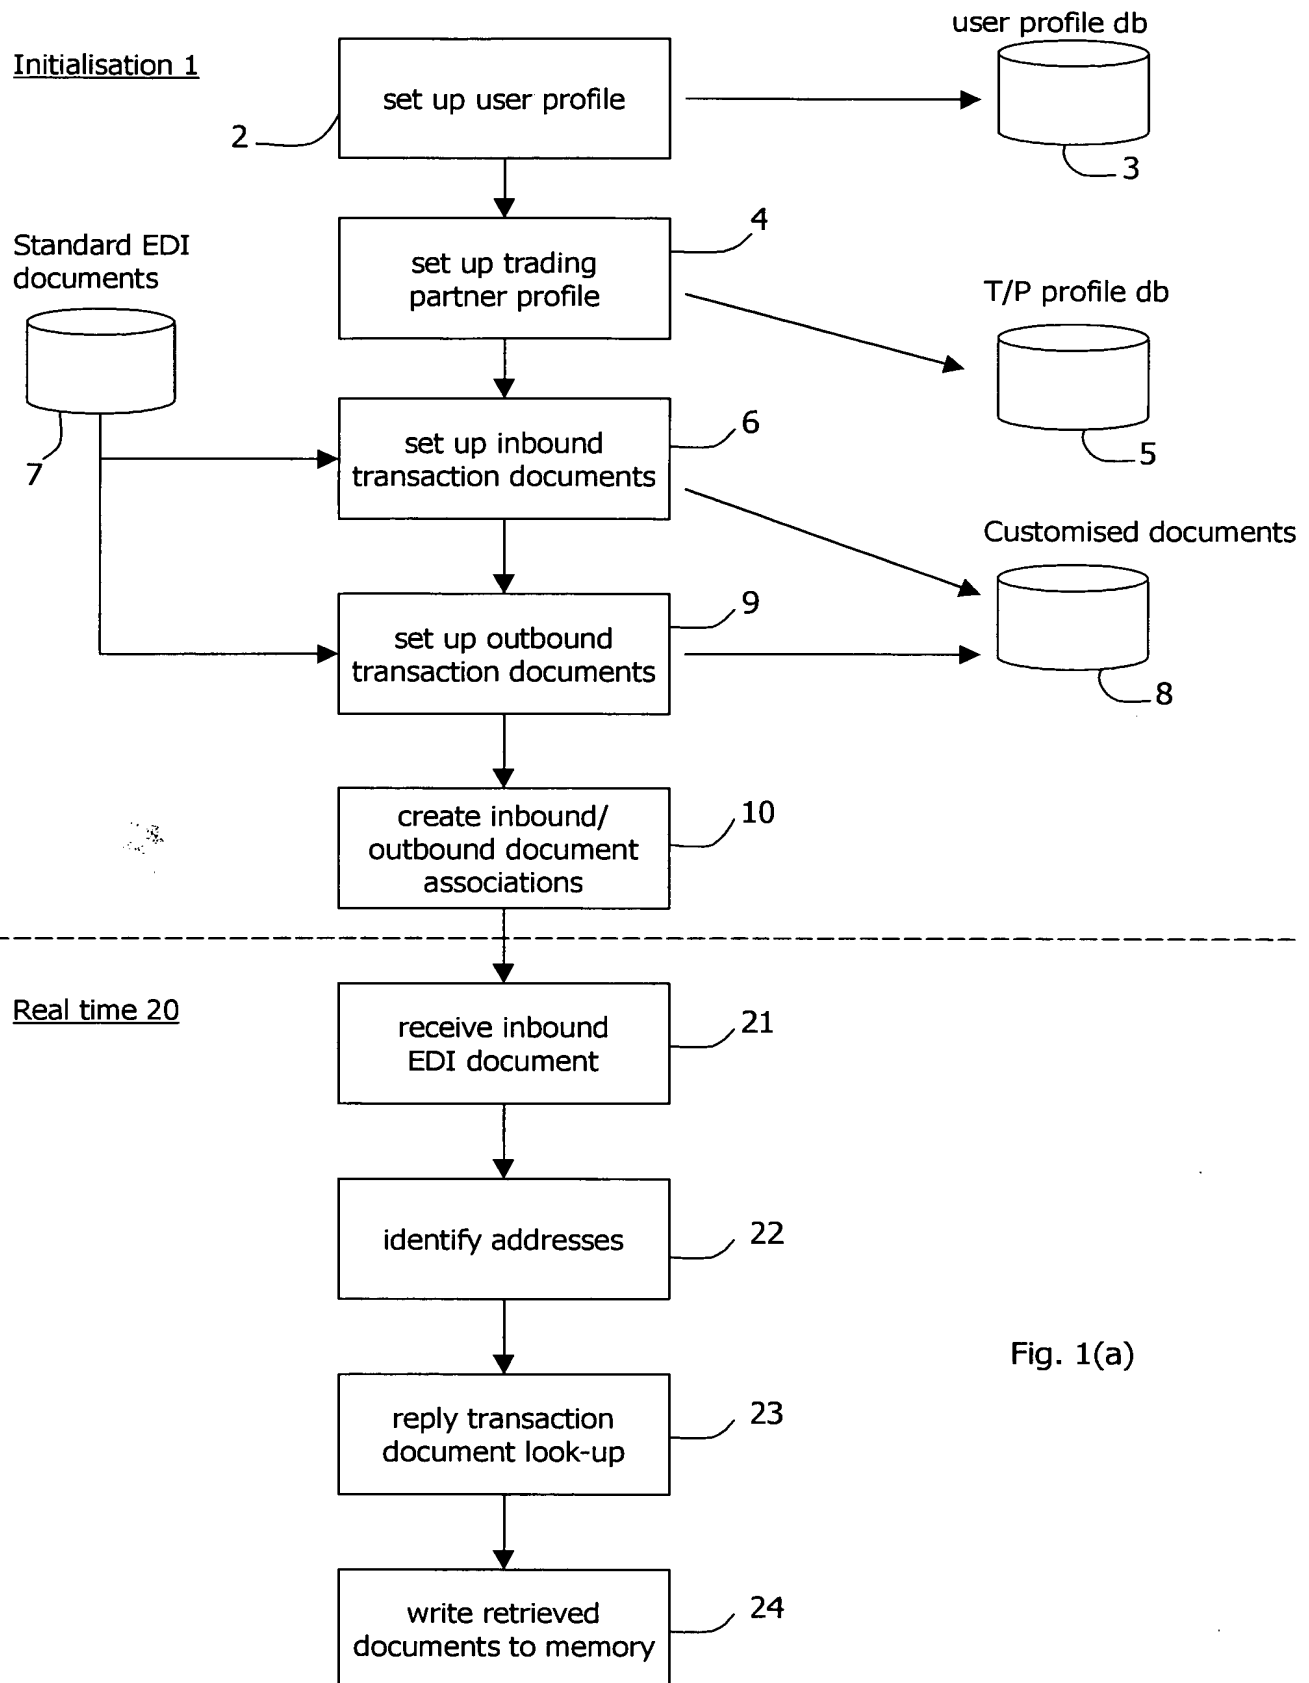 user profile db
Initialisation 1
set up user profile
2
3
4
Standard EDI
documents
set up trading
partner profile
T/P profile db
5
6
7
set up inbound
transaction documents
Customised documents
8
9
set up outbound
transaction documents
10
create inbound/
outbound document
associations
Real time 20
21
receive inbound
EDI document
22
identify addresses
Fig. 1(a)
23
reply transaction
document look-up
24
write retrieved
documents to memory